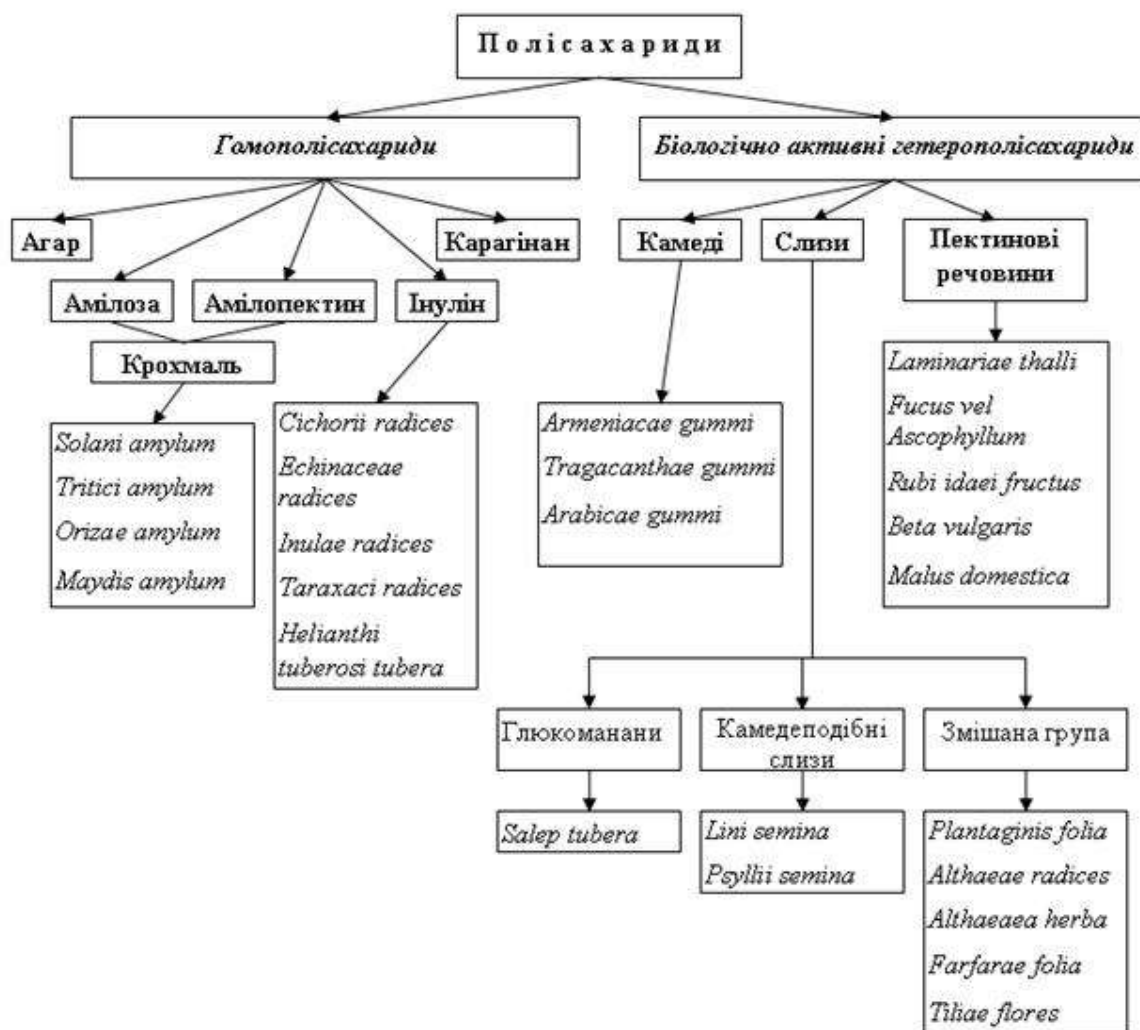 Полісахариди
Гомополісахариди
Біологічно активні гетерополісахариди
Агар
Карагінан
Амілоза
Амілопектин
Інулін
Крохмаль
Solani amylum
Tritici amylum
Orizae amylum
Maydis amylum
Cichorii radices
Echinaceae
radices
Inulae radices
Taraxaci radices
Helianthi
tuberosi tubera
Камеді
Слизи
Пектинові
речовини
Armeniacae gummi
Tragacanthae gummi
Arabicae gummi
Laminariae thalli
Fucus vel
Ascophyllum
Rubi idaei fructus
Beta vulgaris
Malus domestica
Глюкоманани
Камедеподібні
слизи
Змішана група
Salep tubera
Lini semina
Psyllii semina
Plantaginis folia
Althaeae radices
Althaeaea herba
Farfarae folia
Tiliae flores